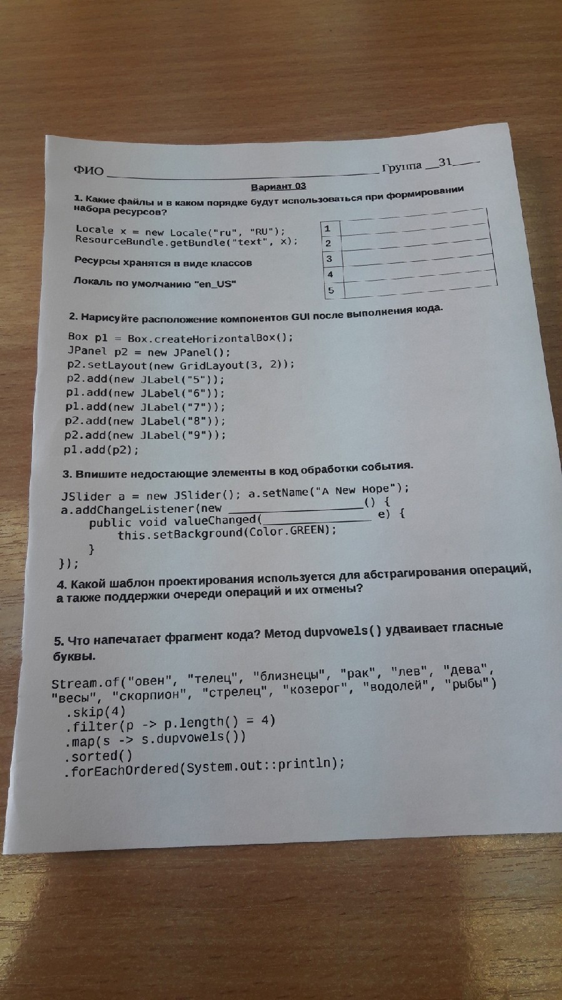 ФИО ____________________ Группа __31____
Вариант 03
1. Какие файлы и в каком порядке будут использоваться при формировании
набора ресурсов?
Locale x = new Locale("ru", "RU");
ResourceBundle.getBundle("text", x);
Ресурсы хранятся в виде классов
Локаль по умолчанию "en_US"
1
2
3
4
5
2. Нарисуйте расположение компонентов GUI после выполнения кода.
Box p1 = Box.createHorizontalBox();
JPanel p2 = new JPanel();
p2.setLayout(new GridLayout(3, 2));
p2.add(new JLabel("5"));
p1.add(new JLabel("6"));
p1.add(new JLabel("7"));
p2.add(new JLabel("8"));
p2.add(new JLabel("9"));
p1.add(p2);
3. Впишите недостающие элементы в код обработки события.
JSlider a = new JSlider(); a.setName("A New Hope");
a.addChangeListener(new ___________________() {
public void valueChanged(_______________ e) {
this.setBackground(Color.GREEN);
}
});
4. Какой шаблон проектирования используется для абстрагирования операций,
а также поддержки очереди операций и их отмены?
5. Что напечатает фрагмент кода? Метод dupvowels() удваивает гласные
буквы.
Stream.of("овен", "телец", "близнецы", "рак", "лев", "дева",
"весы", "скорпион", "стрелец", "козерог", "водолей", "рыбы")
.skip(4)
.filter(p -> p.length() = 4)
.map(s -> s.dupvowels())
.sorted()
.forEachOrdered(System.out::println);